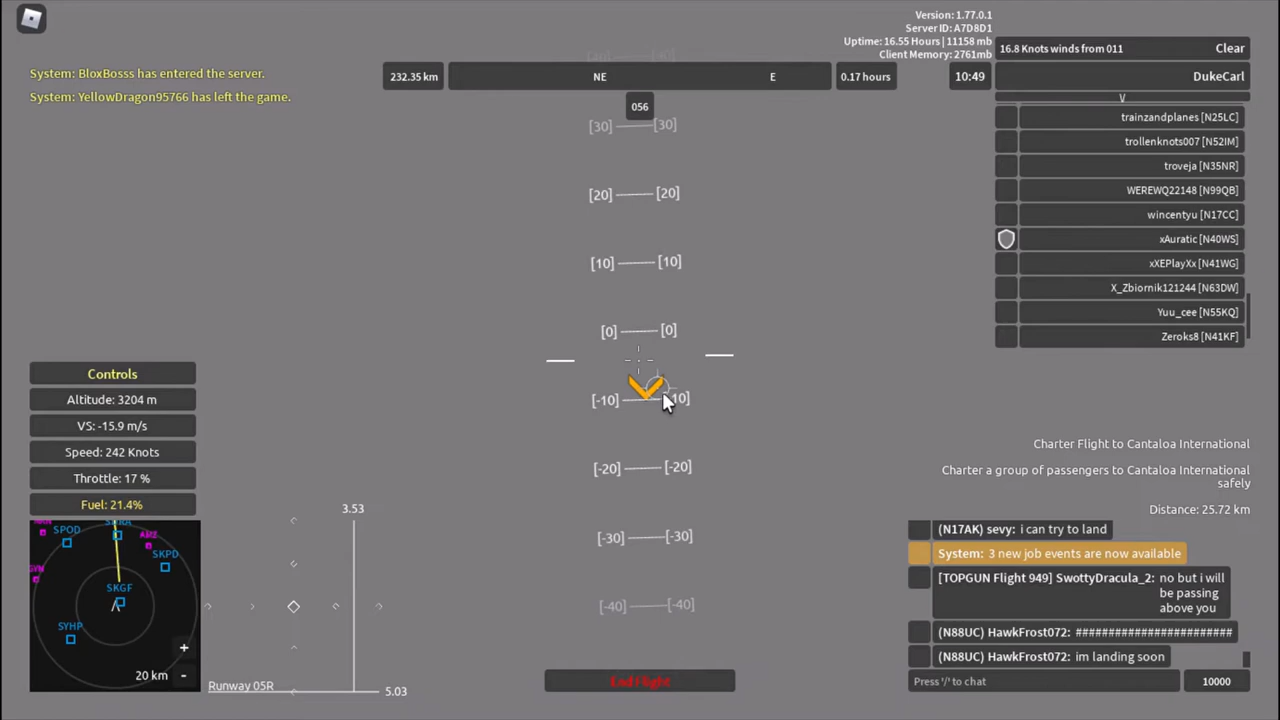 Version: 1.77.0.1
Server ID: A7D8D1
Uptime: 16.55 Hours | 11158 mb
Client Memory: 2761mb
16.8 Knots winds from 011
Clear
System: BloxBosss has entered the server.
System: YellowDragon95766 has left the game.
232.35 km
NE
E
0.17 hours
10:49
DukeCarl
V
056
trainzandplanes [N25LC]
trollenknots007 [N52IM]
troveja [N35NR]
WEREWQ22148 [N99QB]
wincentyu [N17CC]
xAuratic [N40WS]
xXEPlayXx [N41WG]
X_Zbiornik121244 [N63DW]
Yuu_cee [N55KQ]
Zeroks8 [N41KF]
[30] [30]
[20] [20]
[10] [10]
[0] [0]
[-10] 10]
[-20] [-20]
[-30] [-30]
[-40] [-40]
Controls
Altitude: 3204 m
VS: -15.9 m/s
Speed: 242 Knots
Throttle: 17 %
Fuel: 21.4%
SPOD
SKPD
SKGF
SYHP
20 km
+
-
3.53
5.03
Runway 05R
End Flight
Charter Flight to Cantaloa International
Charter a group of passengers to Cantaloa International
safely
Distance: 25.72 km
(N17AK) sevy: i can try to land
System: 3 new job events are now available
[TOPGUN Flight 949] SwottyDracula_2: no but i will
be passing
above you
(N88UC) HawkFrost072: ########################
(N88UC) HawkFrost072: im landing soon
Press '/' to chat
10000